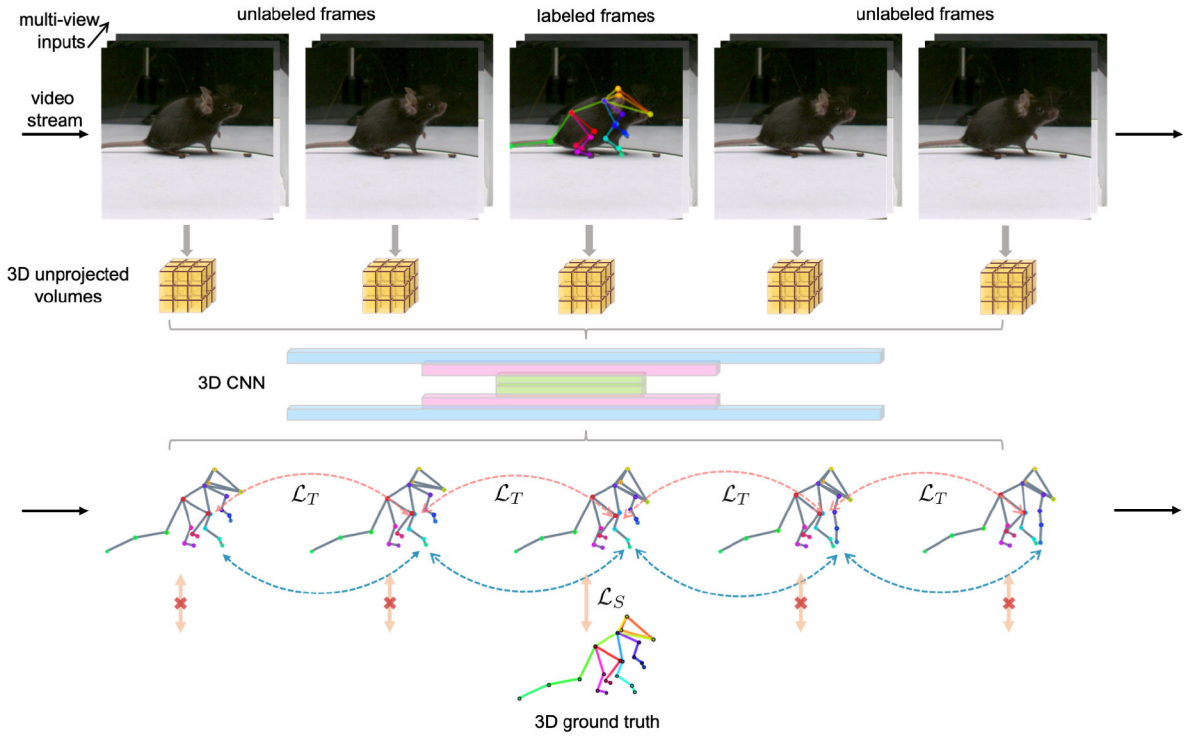 multi-view
inputs
unlabeled frames
labeled frames
unlabeled frames
video
stream
3D unprojected
volumes
3D CNN
ℒ_T
ℒ_T
ℒ_T
ℒ_T
ℒ_S
3D ground truth